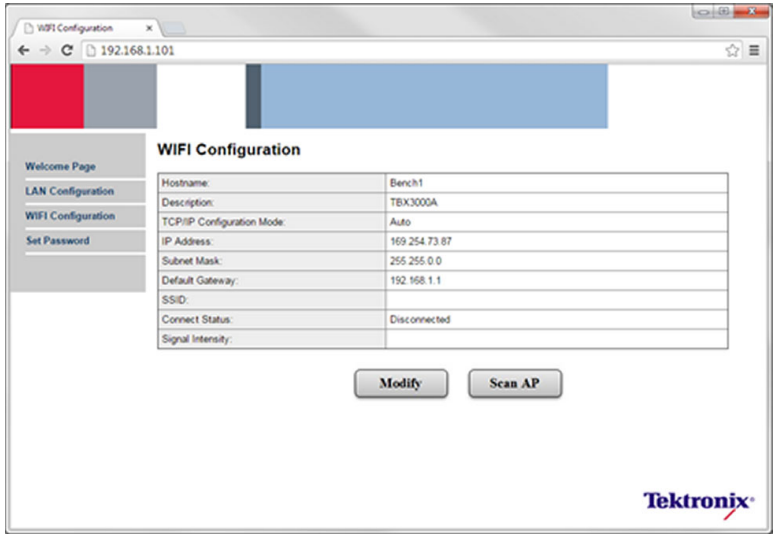 WIFI Configuration
192.168.1.101
WIFI Configuration
Welcome Page
LAN Configuration
WIFI Configuration
Set Password
Hostname: Bench1
Description: TBX3000A
TCP/IP Configuration Mode: Auto
IP Address: 169.254.73.87
Subnet Mask: 255.255.0.0
Default Gateway: 192.168.1.1
SSID:
Connect Status: Disconnected
Signal Intensity:
Modify Scan AP
Tektronix